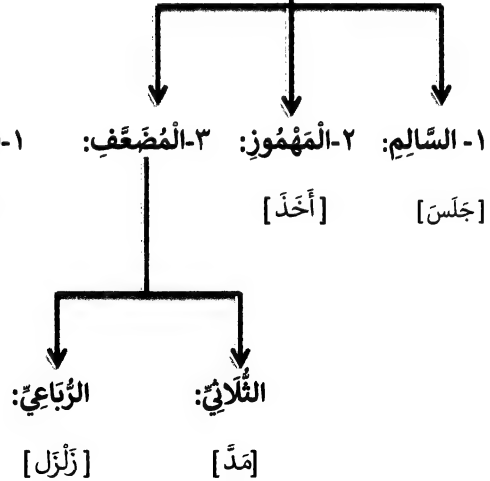 ١- السَّالِمِ: ٢-الْمَهْمُوزِ: ٣-الْمُضَعَّفِ: ١-
[جَلَسَ] [أَخَذَ]
الثُّلَاثِيِّ: الرُّبَاعِيِّ:
[مَدَّ] [زَلْزَل]